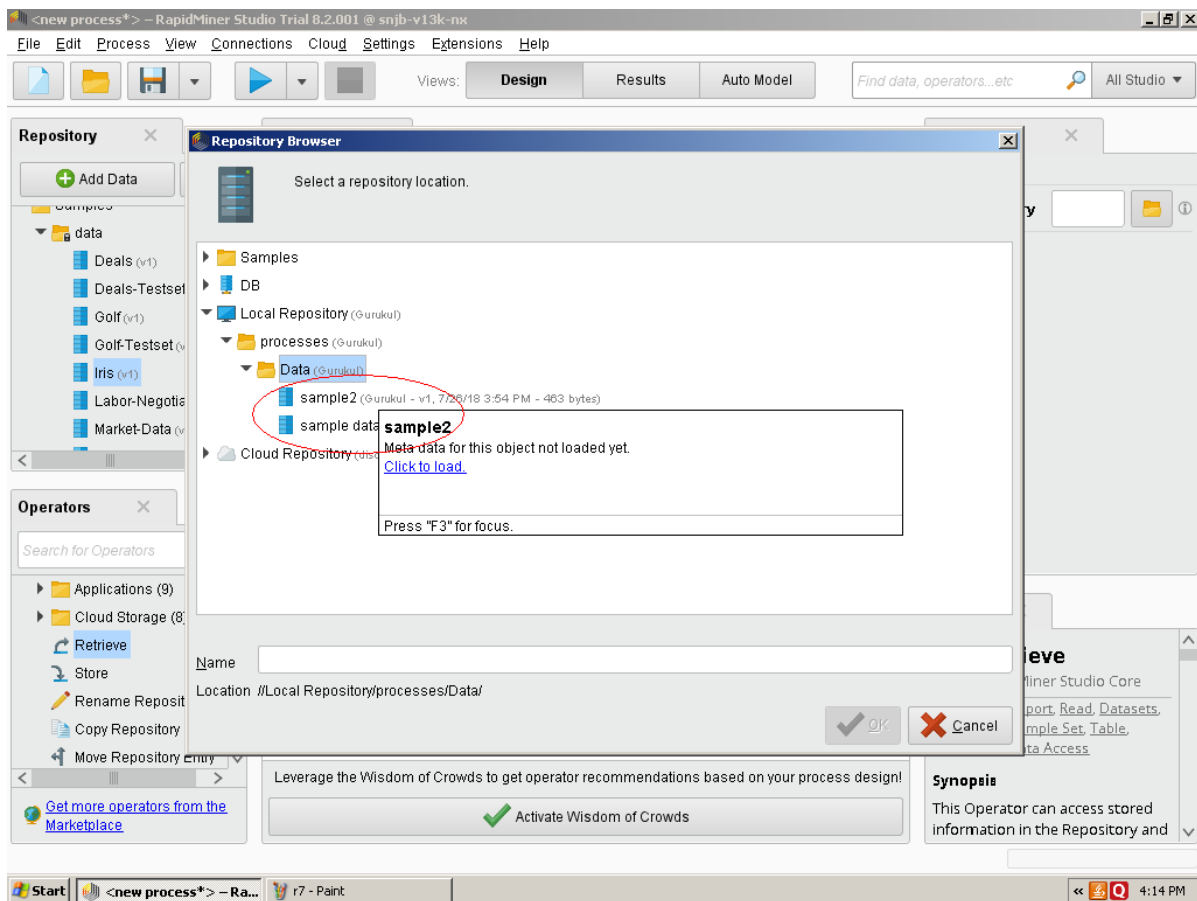 <new process*> – RapidMiner Studio Trial 8.2.001 @ snjb-v13k-nx
File Edit Process View Connections Cloud Settings Extensions Help
Views: Design Results Auto Model Find data, operators...etc All Studio
Repository
Add Data
Samples
data
Deals (v1)
Deals-Testset
Golf (v1)
Golf-Testset
Iris (v1)
Labor-Negotia
Market-Data
Repository Browser
Select a repository location.
Samples
DB
Local Repository (Gurukul)
processes (Gurukul)
Data (Gurukul)
sample2 (Gurukul - v1, 7/26/18 3:54 PM - 463 bytes)
sample data
Cloud Repository (disc
sample2
Meta data for this object not loaded yet.
Click to load.
Press "F3" for focus.
Name
Location //Local Repository/processes/Data/
OK Cancel
y
Operators
Search for Operators
Applications (9)
Cloud Storage (8)
Retrieve
Store
Rename Reposit
Copy Repository
Move Repository Entry
Get more operators from the
Marketplace
Leverage the Wisdom of Crowds to get operator recommendations based on your process design!
Activate Wisdom of Crowds
ieve
Miner Studio Core
port, Read, Datasets,
mple Set, Table,
ta Access
Synopsis
This Operator can access stored
information in the Repository and
Start <new process*> – Ra... r7 - Paint « 4:14 PM